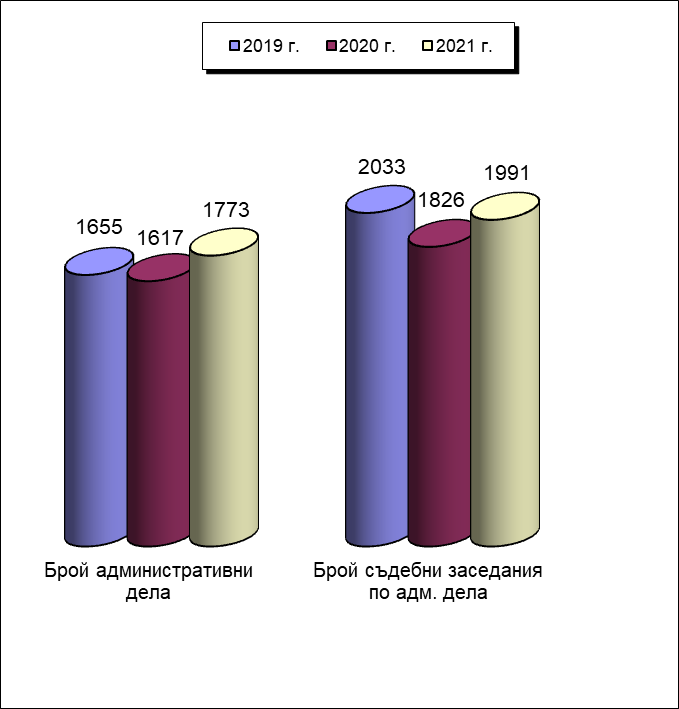 2019 г. 2020 г. 2021 г.
1655 1617 1773
2033 1826 1991
Брой административни
дела
Брой съдебни заседания
по адм. дела